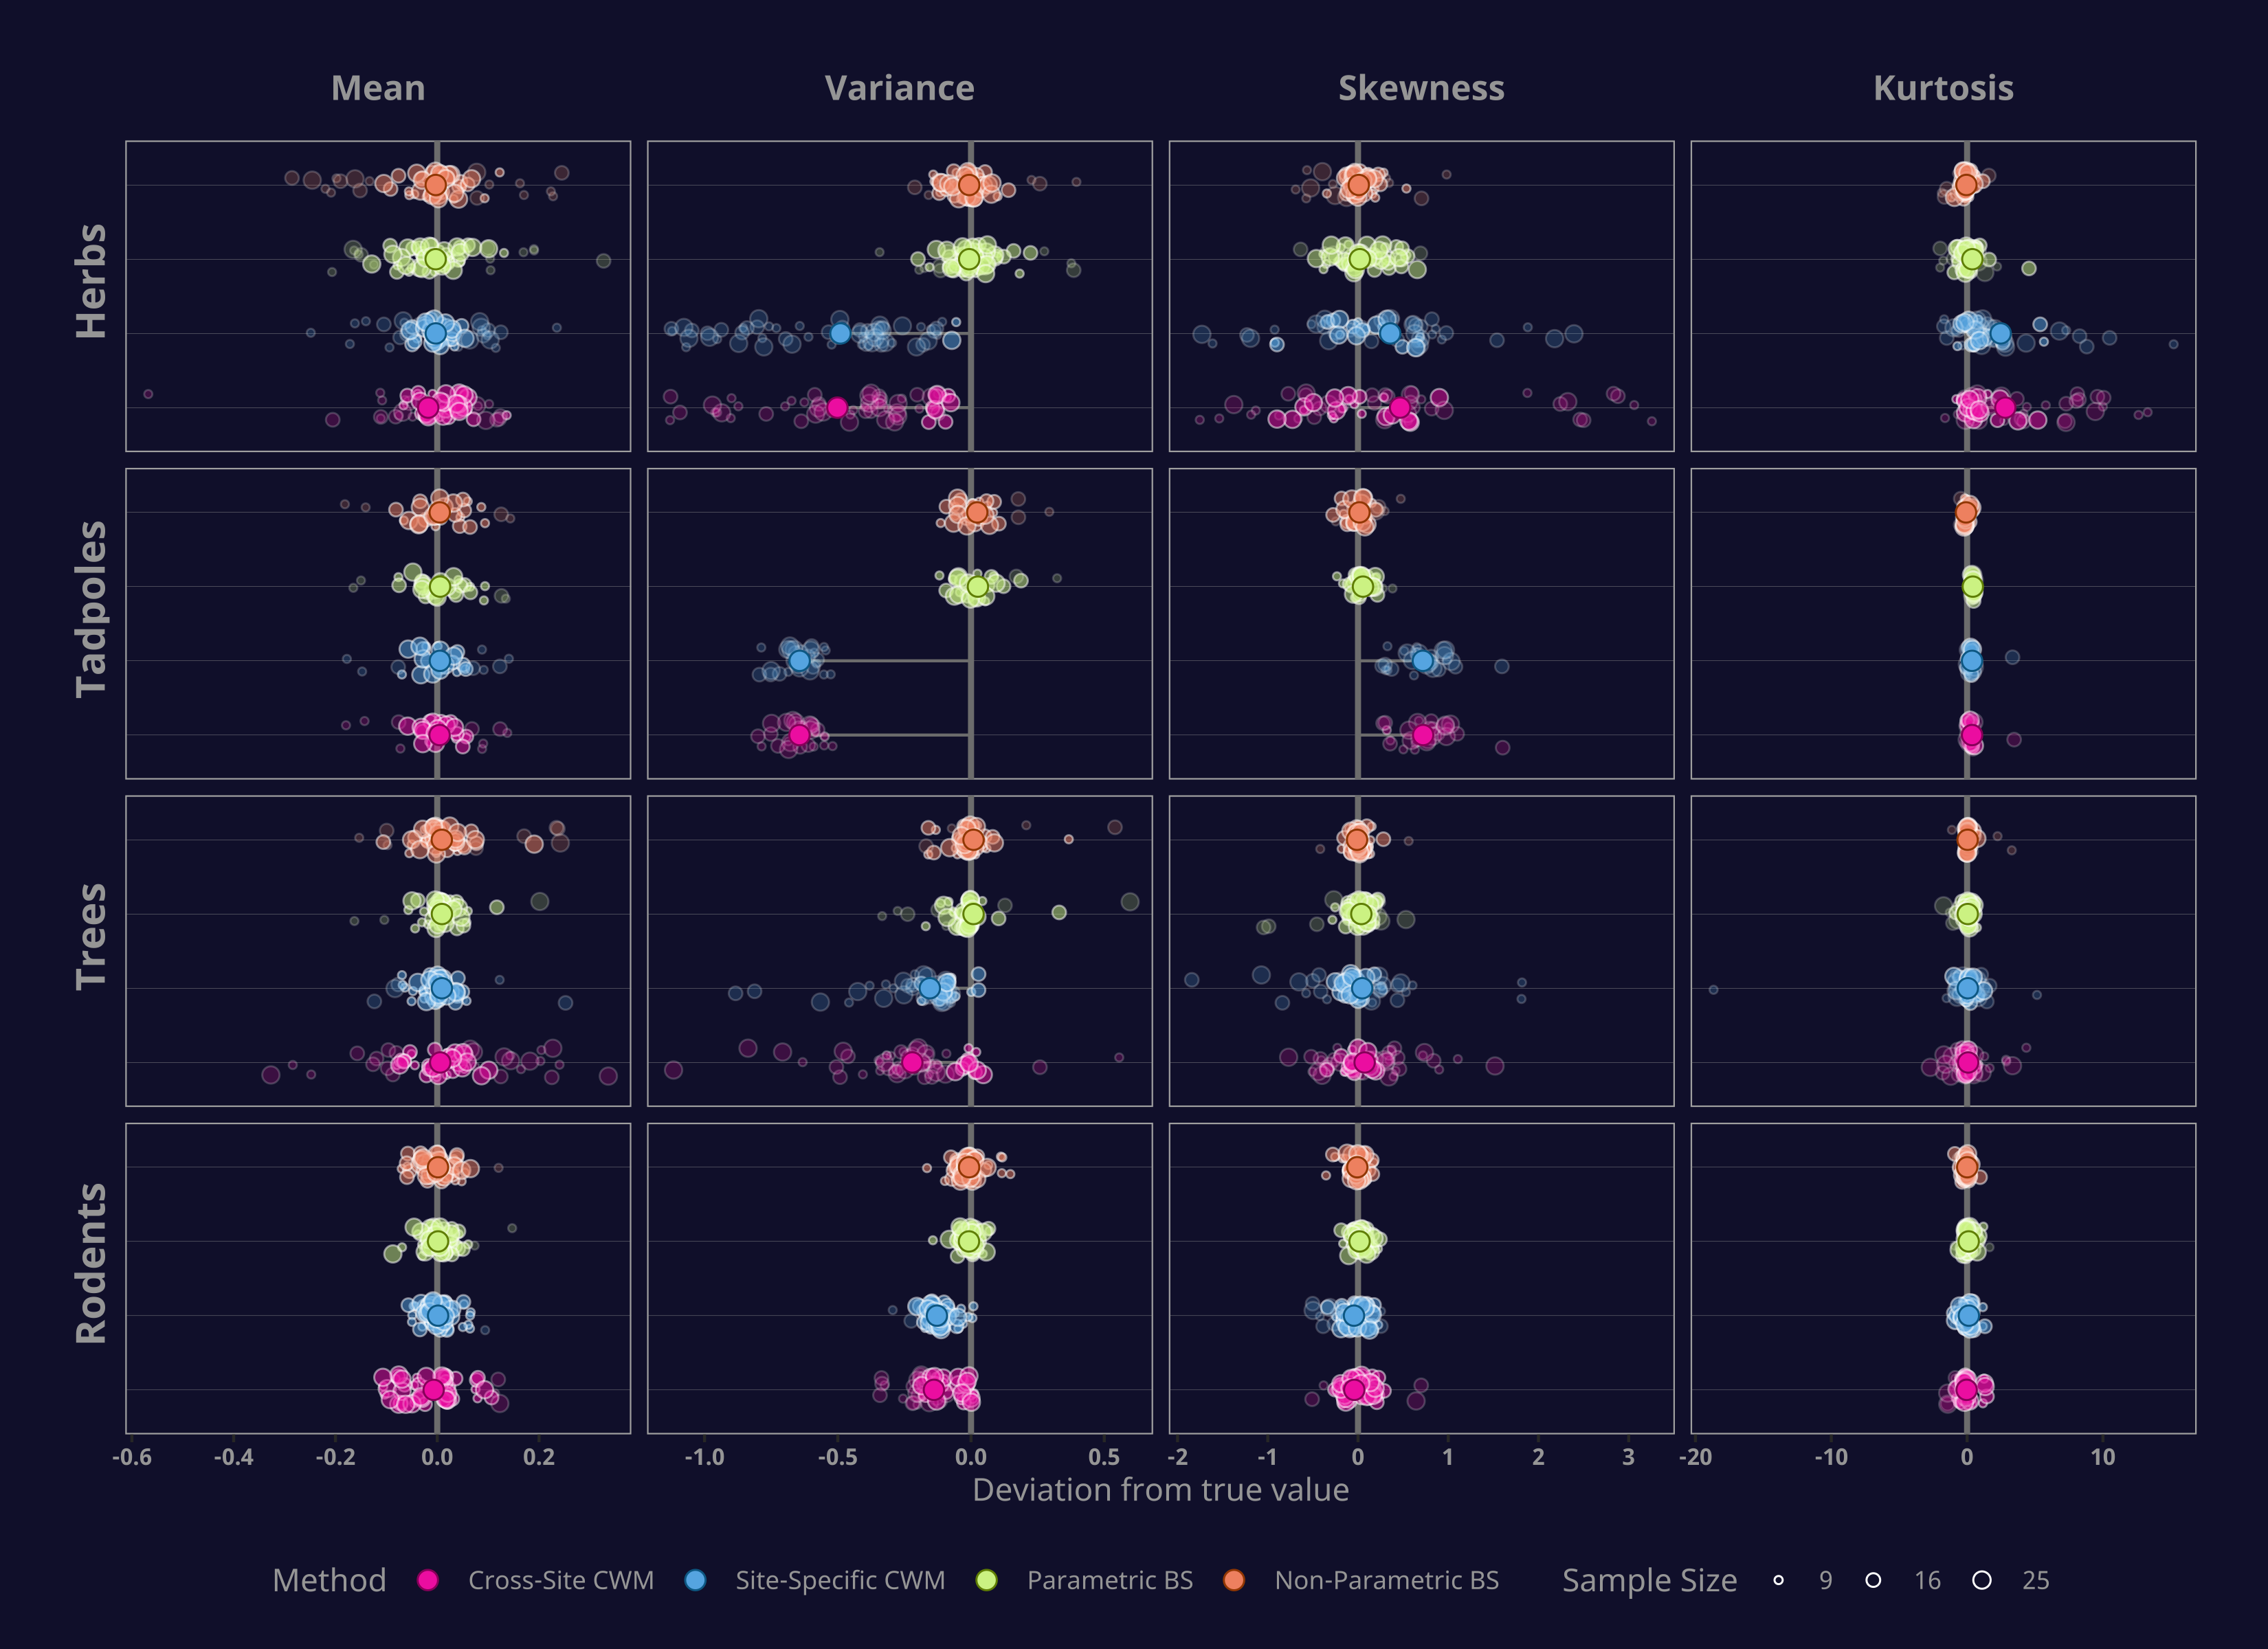 Mean Variance Skewness Kurtosis
Herbs
Tadpoles
Trees
Rodents
-0.6 -0.4 -0.2 0.0 0.2 -1.0 -0.5 0.0 0.5 -2 -1 0 1 2 3 -20 -10 0 10
Deviation from true value
Method Cross-Site CWM Site-Specific CWM Parametric BS Non-Parametric BS Sample Size 9 16 25